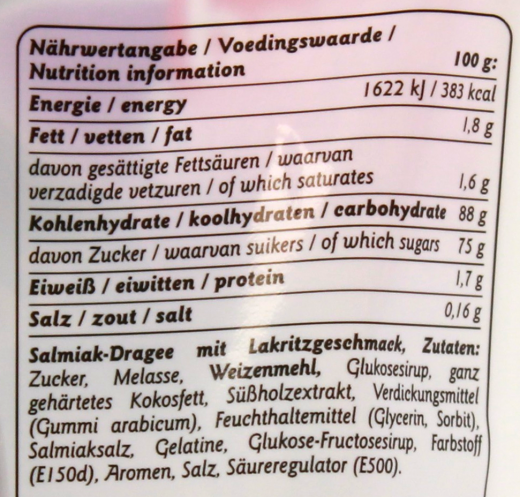 Nährwertangabe / Voedingswaarde /
Nutrition information 100 g:
Energie / energy 1622 kJ / 383 kcal
Fett / vetten / fat 1,8 g
davon gesättigte Fettsäuren / waarvan
verzadigde vetzuren / of which saturates 1,6 g
Kohlenhydrate / koolhydraten / carbohydrate 88 g
davon Zucker / waarvan suikers / of which sugars 75 g
Eiweiß / eiwitten / protein 1,7 g
Salz / zout / salt 0,16 g
Salmiak-Dragee mit Lakritzgeschmack, Zutaten:
Zucker, Melasse, Weizenmehl, Glukosesirup, ganz
gehärtetes Kokosfett, Süßholzextrakt, Verdickungsmittel
(Gummi arabicum), Feuchthaltemittel (Glycerin, Sorbit),
Salmiaksalz, Gelatine, Glukose-Fructosesirup, Farbstoff
(E150d), Aromen, Salz, Säureregulator (E500).